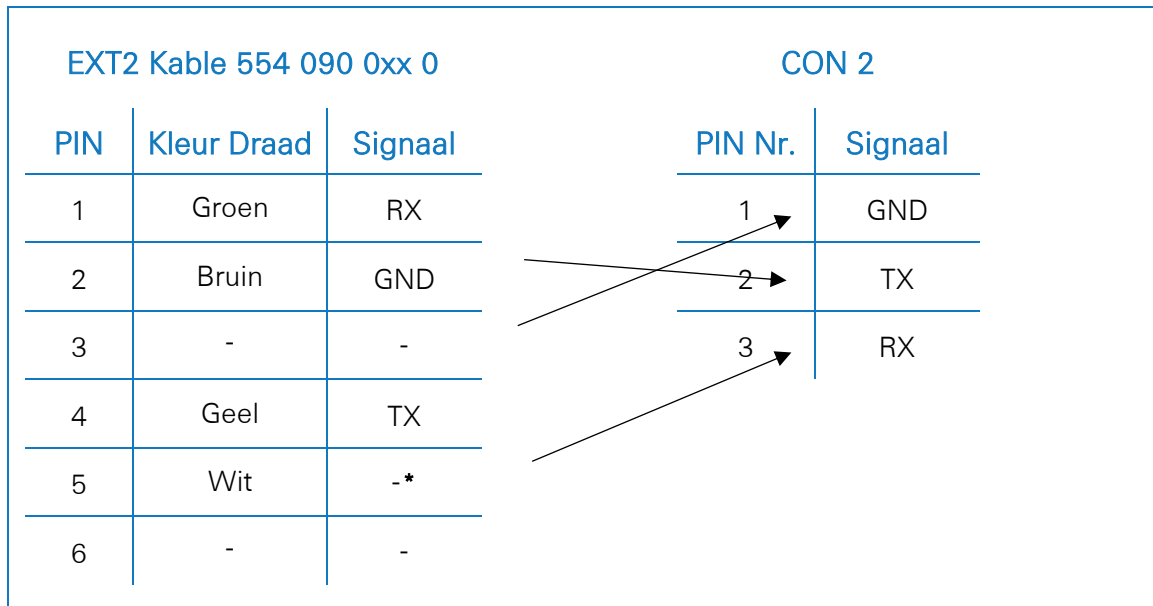 EXT2 Kable 554 090 0xx 0
PIN Kleur Draad Signaal
1 Groen RX
2 Bruin GND
3 - -
4 Geel TX
5 Wit -*
6 - -
CON 2
PIN Nr. Signaal
1 GND
2 TX
3 RX